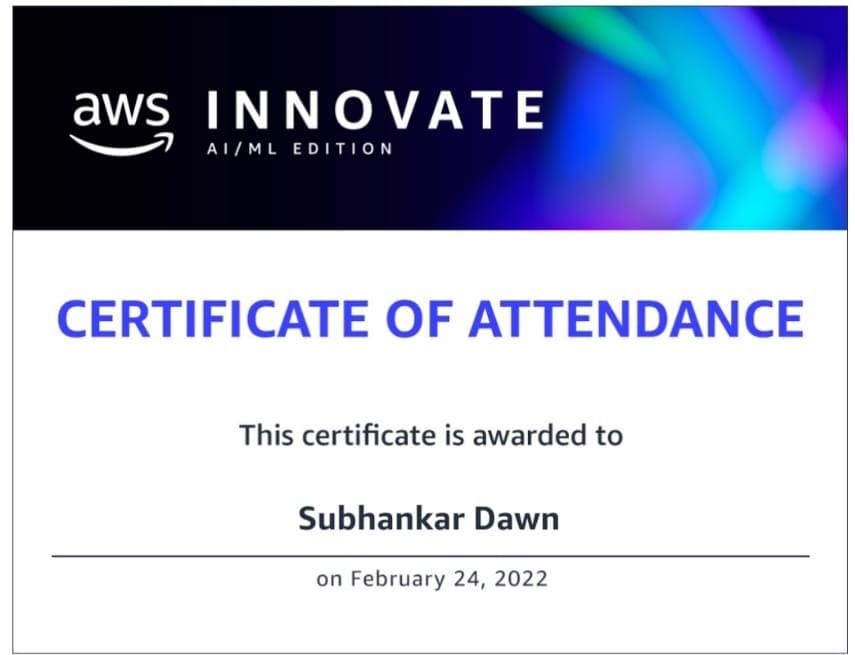 aws INNOVATE
AI/ML EDITION
CERTIFICATE OF ATTENDANCE
This certificate is awarded to
Subhankar Dawn
on February 24, 2022